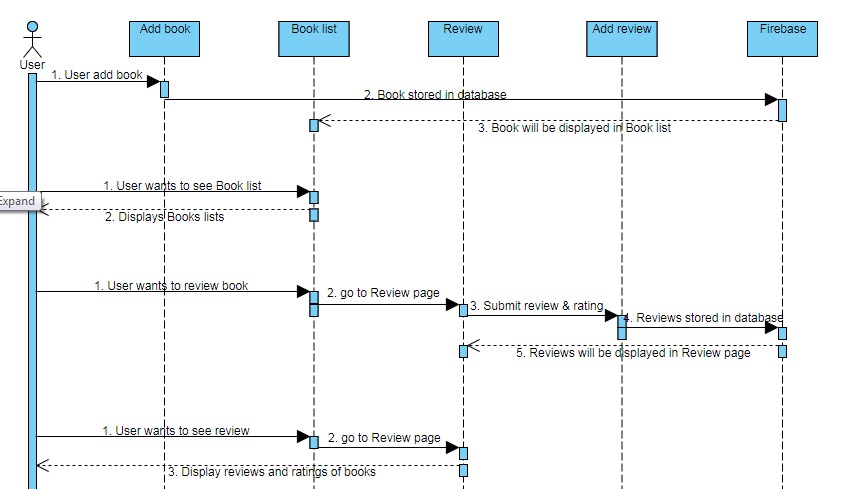 Add book
Book list
Review
Add review
Firebase
User
1. User add book
2. Book stored in database
3. Book will be displayed in Book list
1. User wants to see Book list
Expand
2. Displays Books lists
1. User wants to review book
2. go to Review page
3. Submit review & rating
4. Reviews stored in database
5. Reviews will be displayed in Review page
1. User wants to see review
2. go to Review page
3. Display reviews and ratings of books